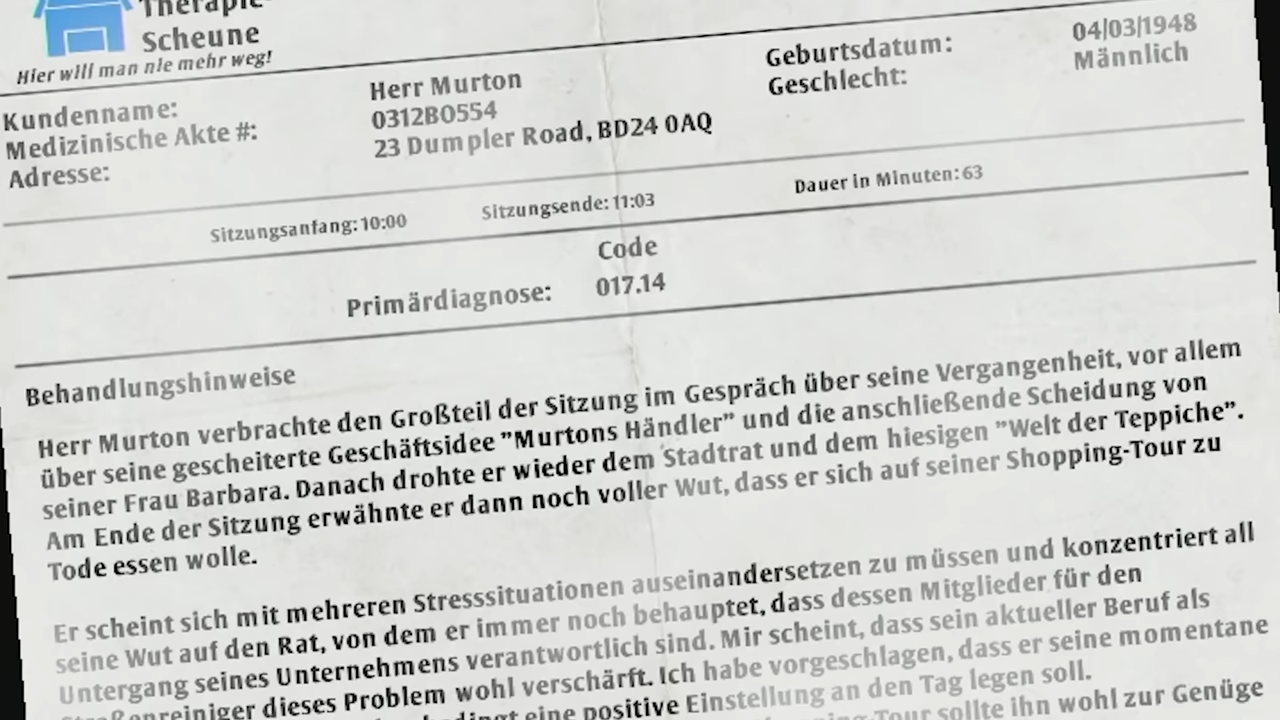 Therapie
Scheune
Hier will man nie mehr weg!
Kundenname: Herr Murton
Medizinische Akte #: 0312BO554
Adresse: 23 Dumpler Road, BD24 0AQ
Geburtsdatum: 04/03/1948
Geschlecht: Männlich
Sitzungsanfang: 10:00 Sitzungsende: 11:03 Dauer in Minuten: 63
Code
Primärdiagnose: 017.14
Behandlungshinweise
Herr Murton verbrachte den Großteil der Sitzung im Gespräch über seine Vergangenheit, vor allem
über seine gescheiterte Geschäftsidee ”Murtons Händler” und die anschließende Scheidung von
seiner Frau Barbara. Danach drohte er wieder dem Stadtrat und dem hiesigen ”Welt der Teppiche”.
Am Ende der Sitzung erwähnte er dann noch voller Wut, dass er sich auf seiner Shopping-Tour zu
Tode essen wolle.
Er scheint sich mit mehreren Stresssituationen auseinandersetzen zu müssen und konzentriert all
seine Wut auf den Rat, von dem er immer noch behauptet, dass dessen Mitglieder für den
Untergang seines Unternehmens verantwortlich sind. Mir scheint, dass sein aktueller Beruf als
Straßenreiniger dieses Problem wohl verschärft. Ich habe vorgeschlagen, dass er seine momentane
eine positive Einstellung an den Tag legen soll.
sollte ihn wohl zur Genüge